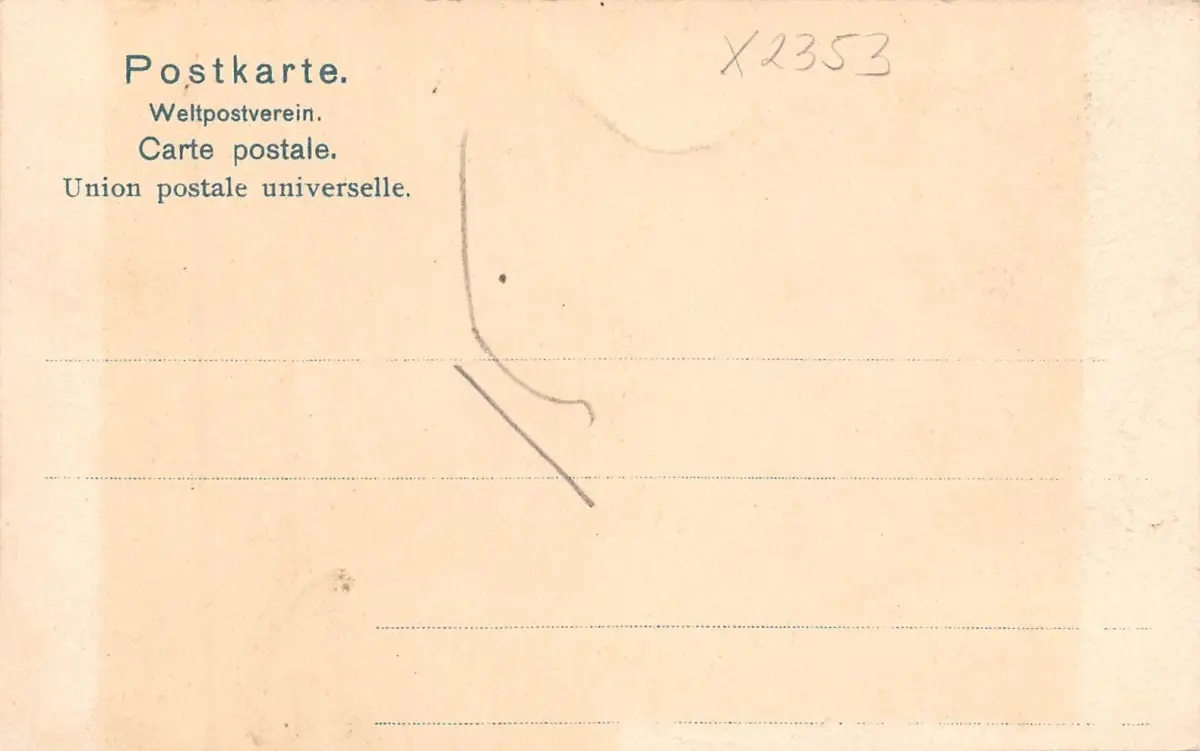 Postkarte.
X2353
Weltpostverein.
Carte postale.
Union postale universelle.